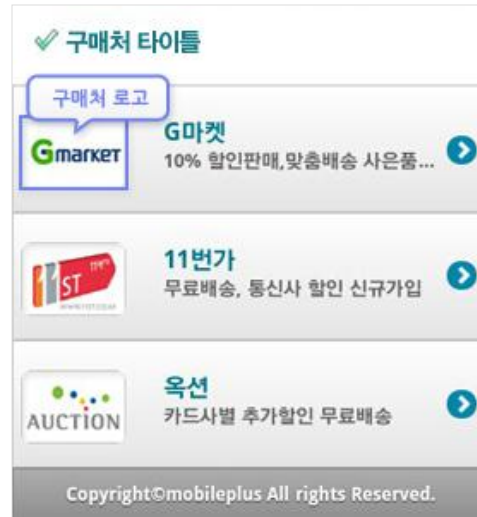 구매처 타이틀
구매처 로고
Gmarket
G마켓
10% 할인판매,맞춤배송 사은품...
11번가
11ST
무료배송, 통신사 할인 신규가입
옥션
AUCTION
카드사별 추가할인 무료배송
Copyright©mobileplus All rights Reserved.